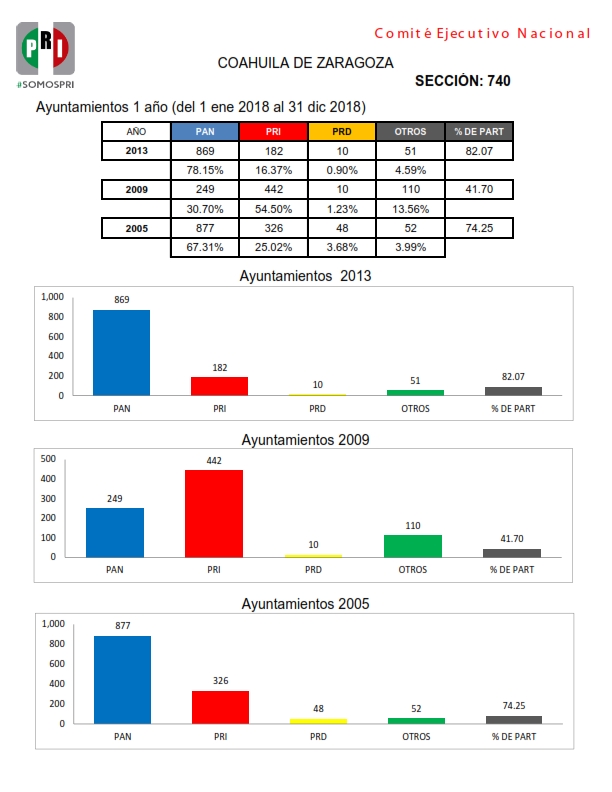 Comité Ejecutivo Nacional
PRI
#SOMOSPRI
COAHUILA DE ZARAGOZA
SECCIÓN: 740
Ayuntamientos 1 año (del 1 ene 2018 al 31 dic 2018)
AÑO PAN PRI PRD OTROS % DE PART
2013 869 182 10 51 82.07
78.15% 16.37% 0.90% 4.59%
2009 249 442 10 110 41.70
30.70% 54.50% 1.23% 13.56%
2005 877 326 48 52 74.25
67.31% 25.02% 3.68% 3.99%
Ayuntamientos 2013
1,000
800
600
400
200
0
869 182 10 51 82.07
PAN PRI PRD OTROS % DE PART
Ayuntamientos 2009
500
400
300
200
100
0
249 442 10 110 41.70
PAN PRI PRD OTROS % DE PART
Ayuntamientos 2005
1,000
800
600
400
200
0
877 326 48 52 74.25
PAN PRI PRD OTROS % DE PART